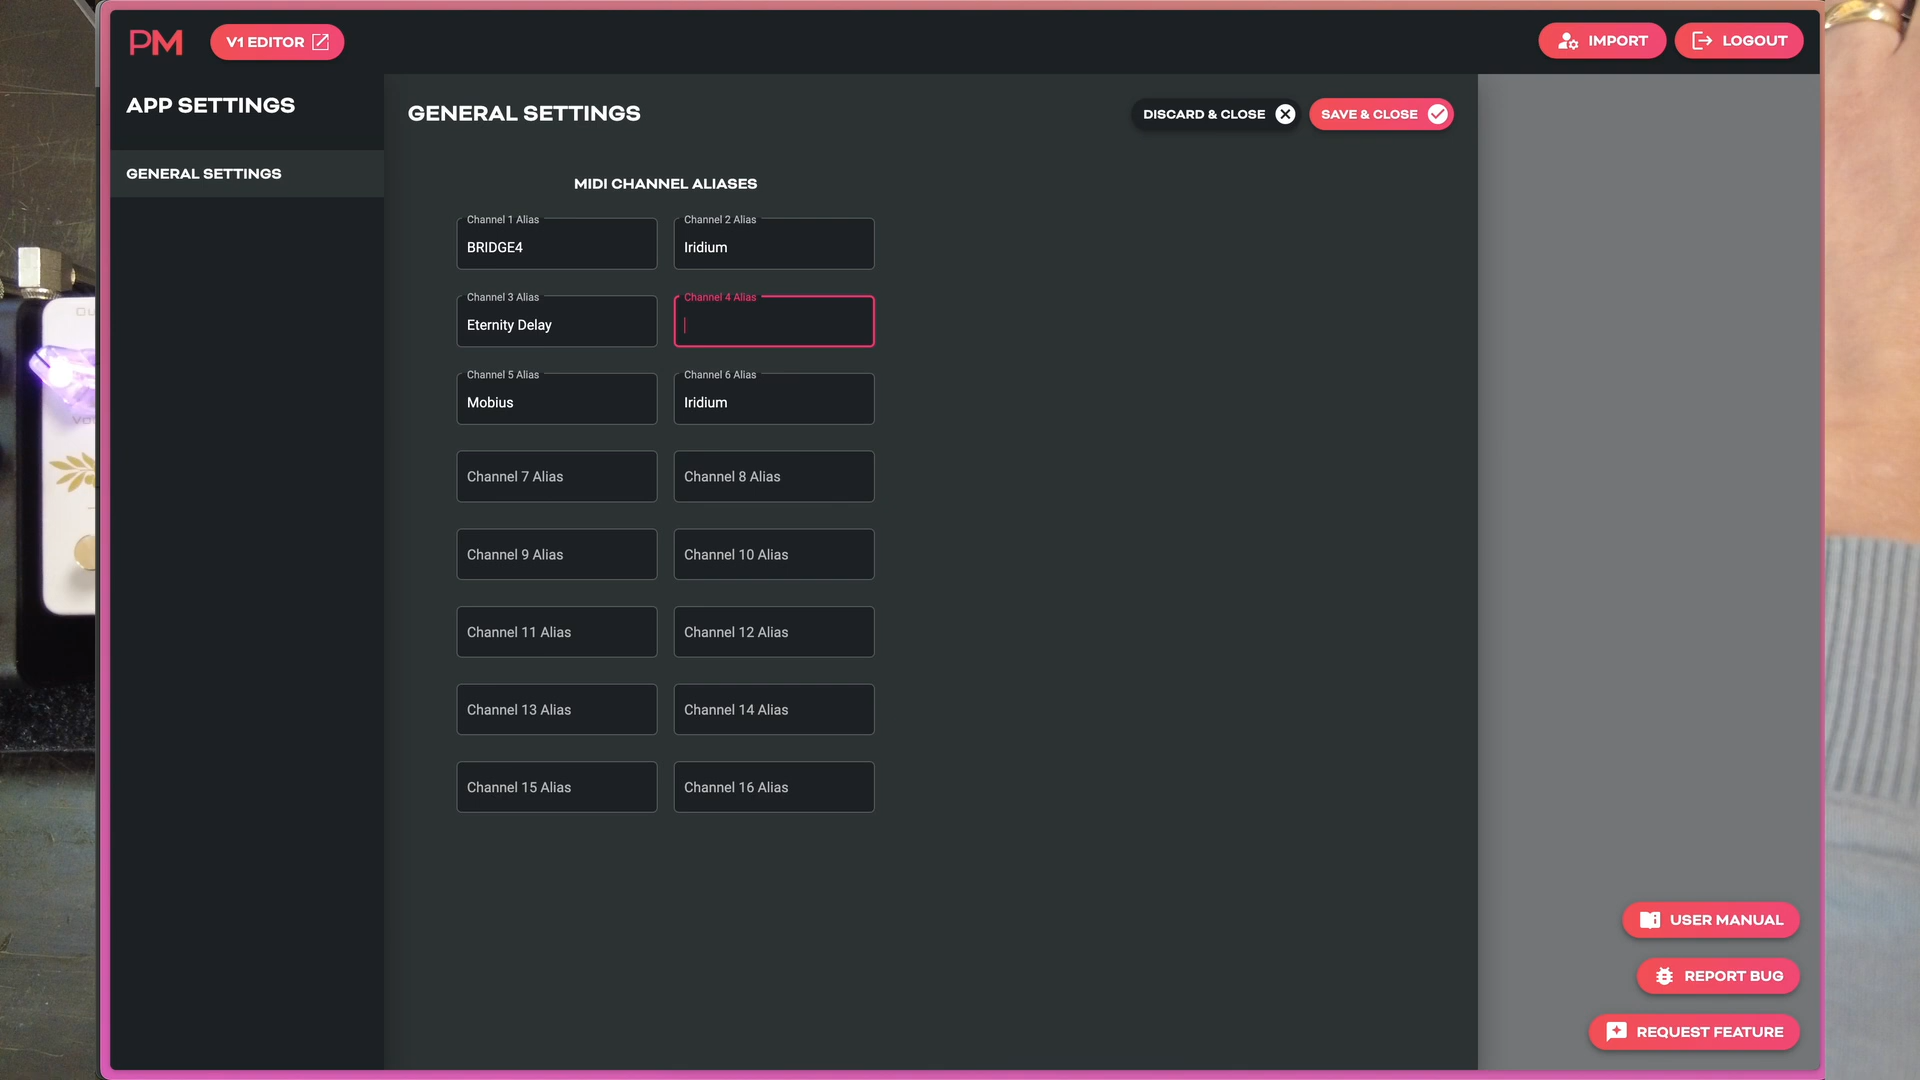 PM
V1 EDITOR
IMPORT
LOGOUT
APP SETTINGS
GENERAL SETTINGS
GENERAL SETTINGS
DISCARD & CLOSE
SAVE & CLOSE
MIDI CHANNEL ALIASES
Channel 1 Alias
BRIDGE4
Channel 2 Alias
Iridium
Channel 3 Alias
Eternity Delay
Channel 4 Alias
Channel 5 Alias
Mobius
Channel 6 Alias
Iridium
Channel 7 Alias
Channel 8 Alias
Channel 9 Alias
Channel 10 Alias
Channel 11 Alias
Channel 12 Alias
Channel 13 Alias
Channel 14 Alias
Channel 15 Alias
Channel 16 Alias
USER MANUAL
REPORT BUG
REQUEST FEATURE